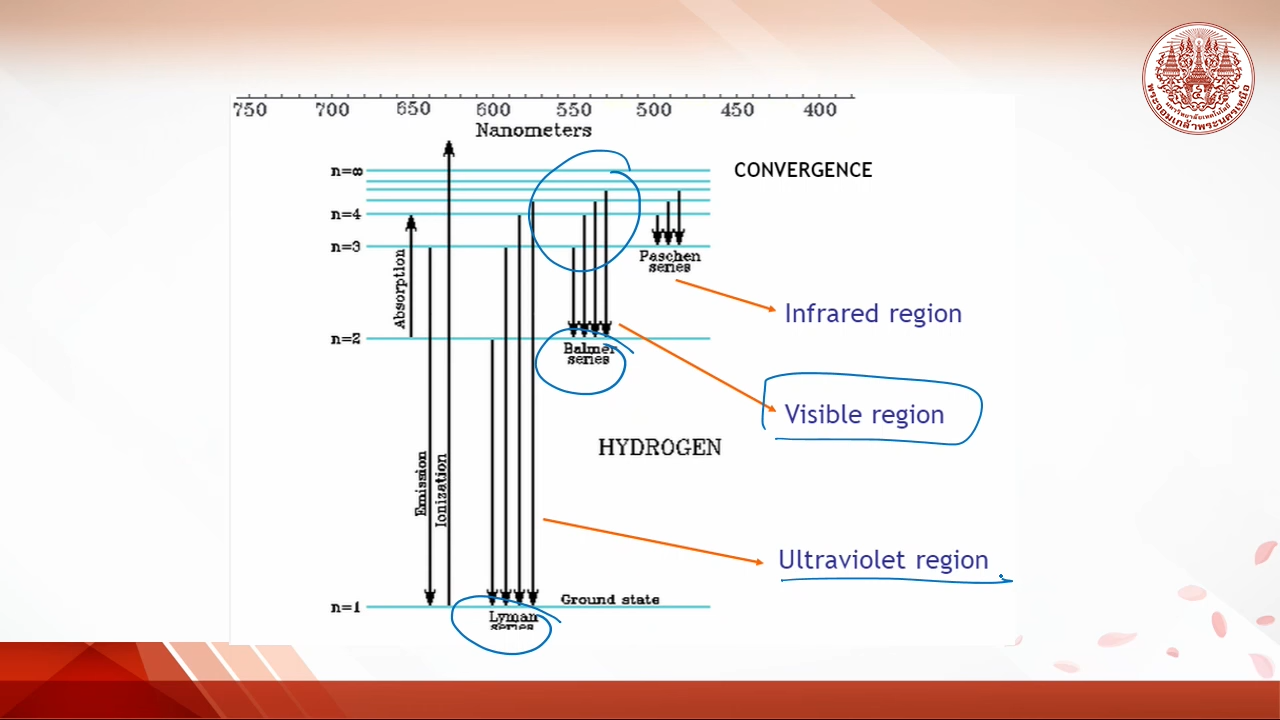 750 700 650 600 550 500 450 400
Nanometers
n=∞
CONVERGENCE
n=4
n=3
Absorption
Paschen
series
Infrared region
n=2
Balmer
series
Visible region
HYDROGEN
Emission
Ionization
Ultraviolet region
n=1
Ground state
Lyman
series